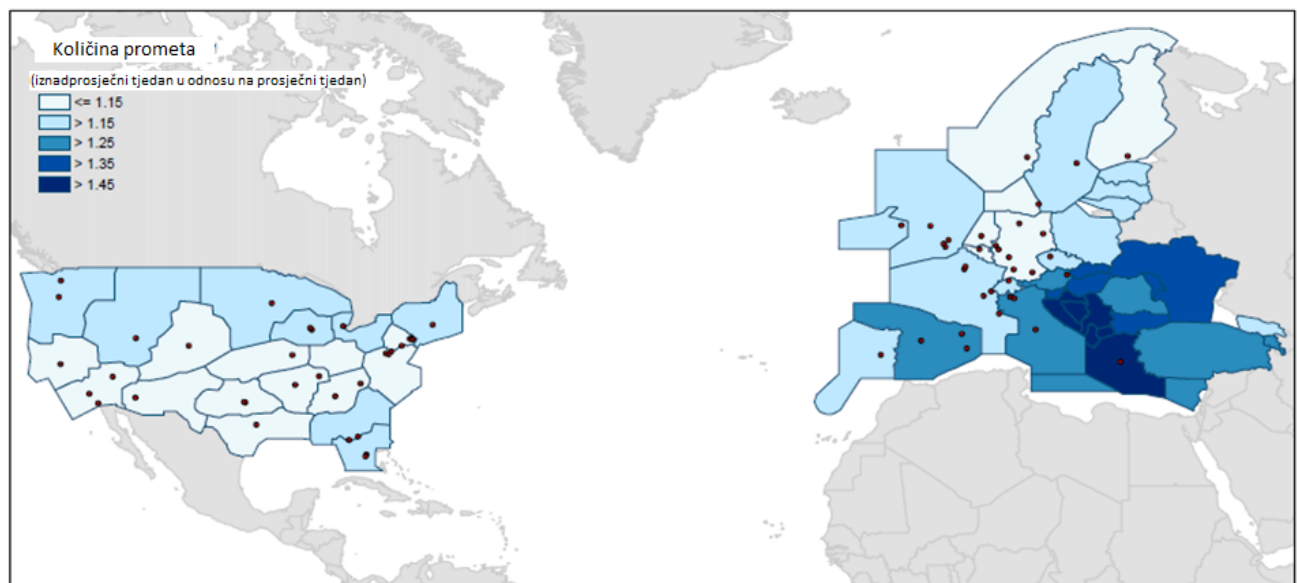 Količina prometa
(iznadprosječni tjedan u odnosu na prosječni tjedan)
<= 1.15
> 1.15
> 1.25
> 1.35
> 1.45